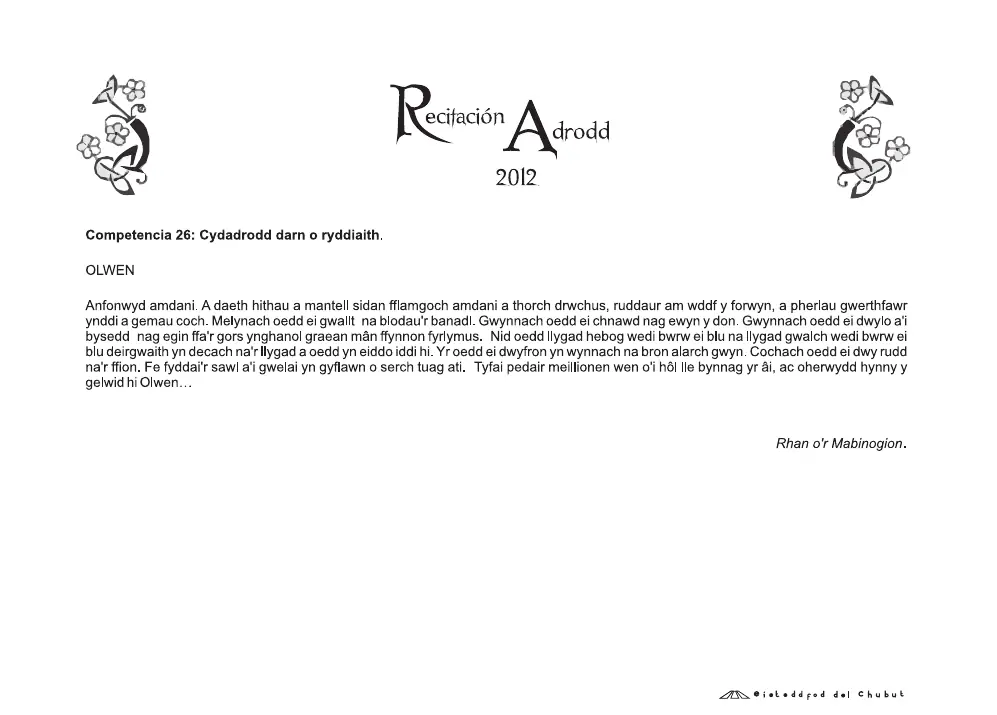 Recitación Adrodd
2012
Competencia 26: Cydadrodd darn o ryddiaith.
OLWEN
Anfonwyd amdani. A daeth hithau a mantell sidan fflamgoch amdani a thorch drwchus, ruddaur am wddf y forwyn, a pherlau gwerthfawr
ynddi a gemau coch. Melynach oedd ei gwallt na blodau'r banadl. Gwynnach oedd ei chnawd nag ewyn y don. Gwynnach oedd ei dwylo a'i
bysedd nag egin ffa'r gors ynghanol graean mân ffynnon fyrlymus. Nid oedd llygad hebog wedi bwrw ei blu na llygad gwalch wedi bwrw ei
blu deirgwaith yn decach na'r llygad a oedd yn eiddo iddi hi. Yr oedd ei dwyfron yn wynnach na bron alarch gwyn. Cochach oedd ei dwy rudd
na'r ffion. Fe fyddai'r sawl a'i gwelai yn gyflawn o serch tuag ati. Tyfai pedair meillionen wen o'i hôl lle bynnag yr âi, ac oherwydd hynny y
gelwid hi Olwen…
Rhan o'r Mabinogion.
eisteddfod del Chubut